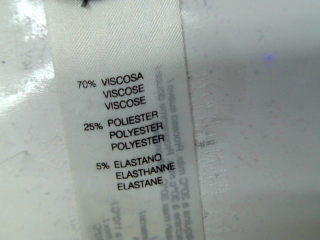 70% VISCOSA
VISCOSE
VISCOSE
25% POLIESTER
POLYESTER
POLYESTER
5% ELASTANO
ELASTHANNE
ELASTANE